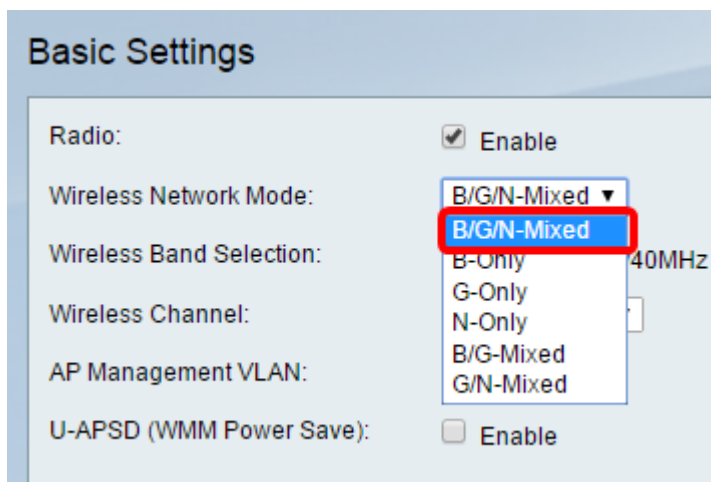 Basic Settings
Radio: Enable
Wireless Network Mode: B/G/N-Mixed
B/G/N-Mixed
Wireless Band Selection: B-Only 40MHz
G-Only
Wireless Channel: N-Only
B/G-Mixed
AP Management VLAN: G/N-Mixed
U-APSD (WMM Power Save): Enable